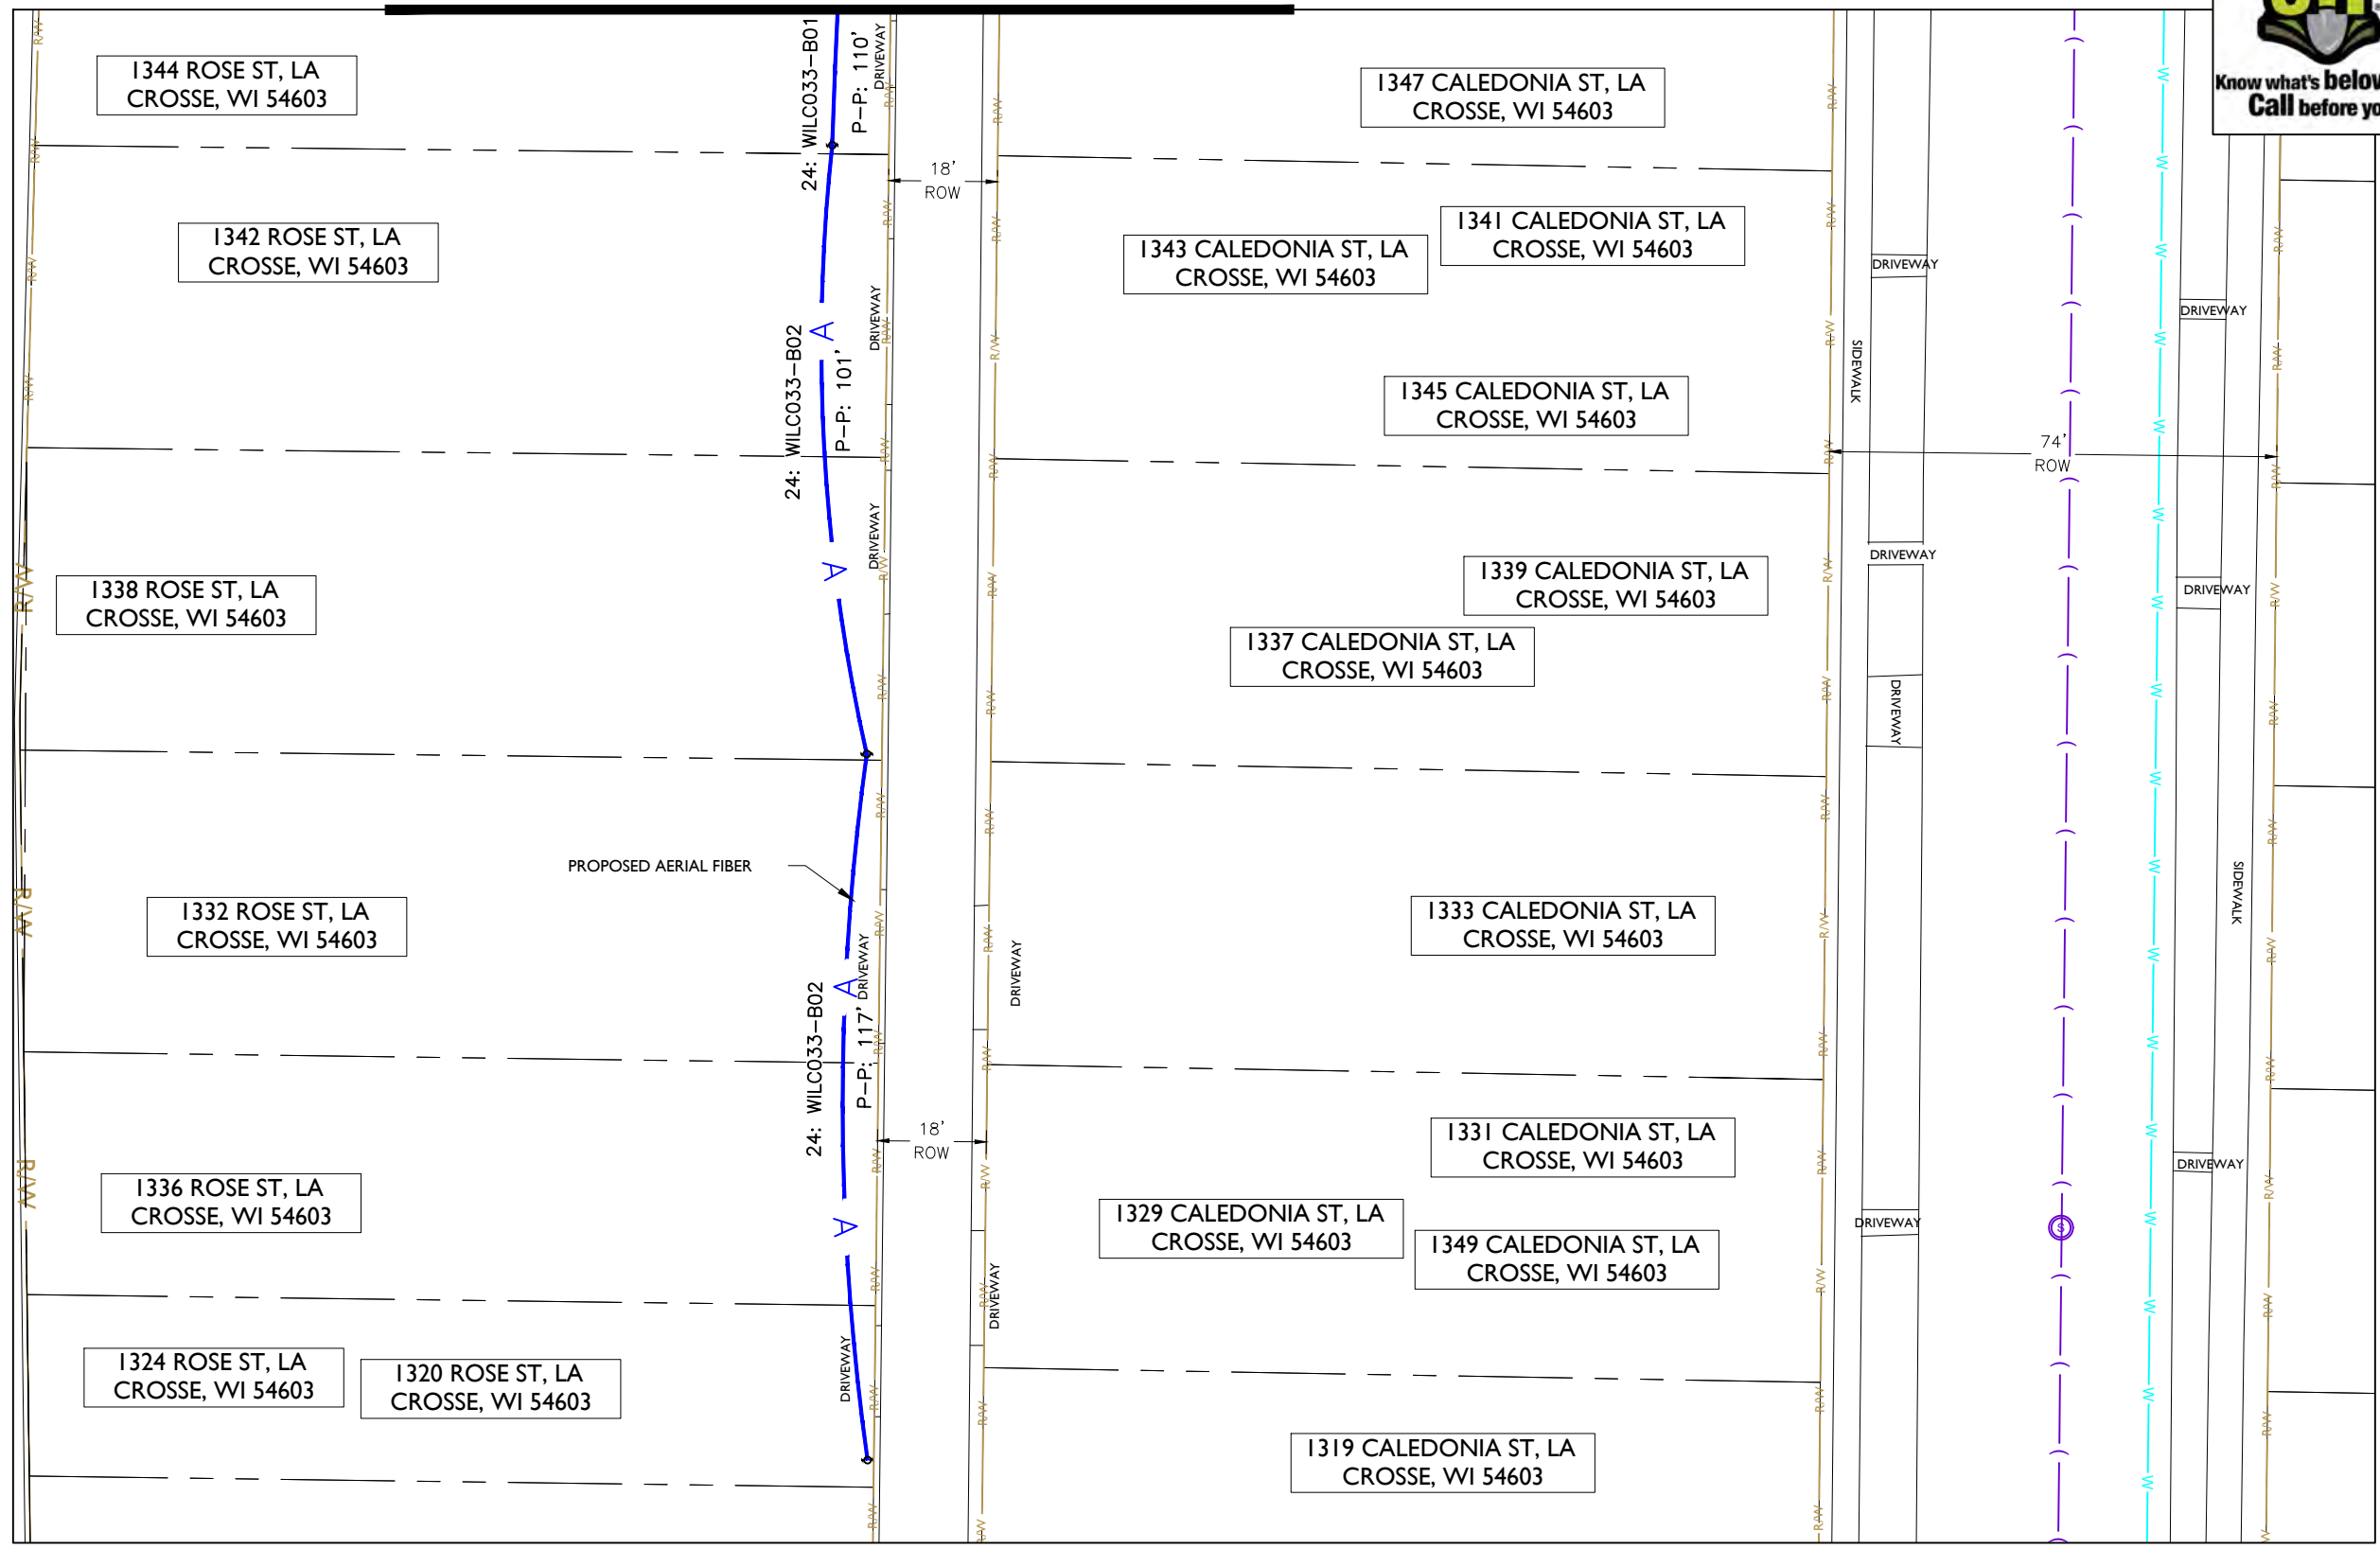 Know what's
Call before
1344 ROSE ST, LA
CROSSE, WI 54603
24: WILC033-B01
P-P: 110'
DRIVEWAY
1347 CALEDONIA ST, LA
CROSSE, WI 54603
18'
ROW
1342 ROSE ST, LA
CROSSE, WI 54603
1343 CALEDONIA ST, LA
CROSSE, WI 54603
1341 CALEDONIA ST, LA
CROSSE, WI 54603
DRIVEWAY
DRIVEWAY
24: WILC033-B02
A
P-P: 101'
DRIVEWAY
1345 CALEDONIA ST, LA
CROSSE, WI 54603
SIDEWALK
74'
ROW
DRIVEWAY
A
1338 ROSE ST, LA
CROSSE, WI 54603
1339 CALEDONIA ST, LA
CROSSE, WI 54603
1337 CALEDONIA ST, LA
CROSSE, WI 54603
DRIVEWAY
DRIVEWAY
DRIVEWAY
R/W
PROPOSED AERIAL FIBER
1332 ROSE ST, LA
CROSSE, WI 54603
R/W
DRIVEWAY
A
24: WILC033-B02
P-P: 117'
DRIVEWAY
1333 CALEDONIA ST, LA
CROSSE, WI 54603
SIDEWALK
18'
ROW
1331 CALEDONIA ST, LA
CROSSE, WI 54603
DRIVEWAY
1336 ROSE ST, LA
CROSSE, WI 54603
R/W
A
1329 CALEDONIA ST, LA
CROSSE, WI 54603
1349 CALEDONIA ST, LA
CROSSE, WI 54603
DRIVEWAY
S
DRIVEWAY
1324 ROSE ST, LA
CROSSE, WI 54603
1320 ROSE ST, LA
CROSSE, WI 54603
DRIVEWAY
1319 CALEDONIA ST, LA
CROSSE, WI 54603